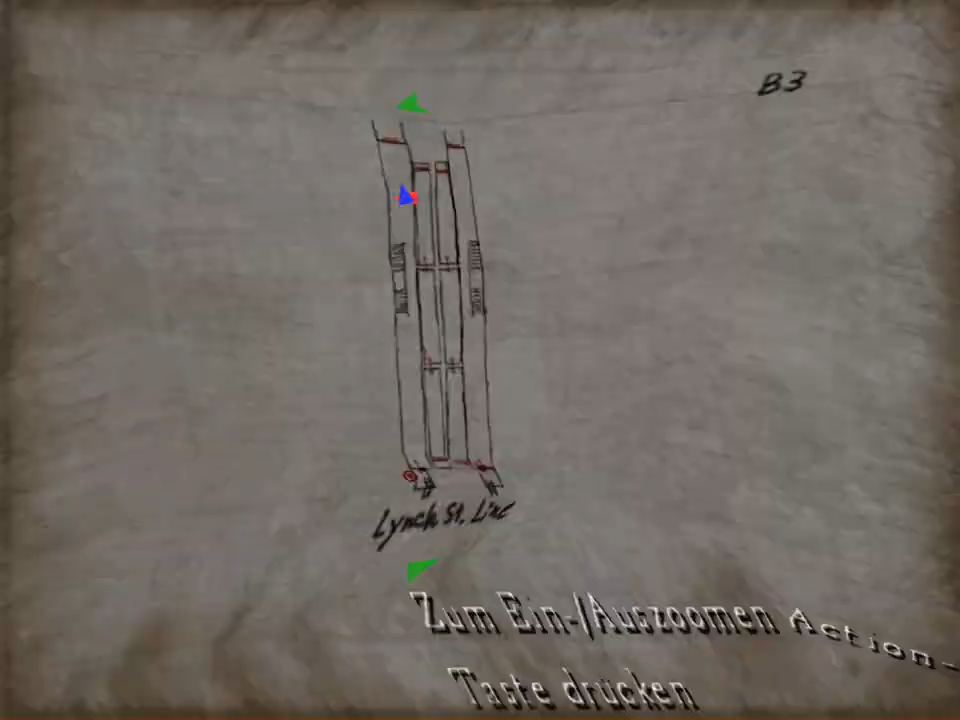 B3
Lynch St. Line
Zum Ein-/Auszoomen Action-
Taste drücken